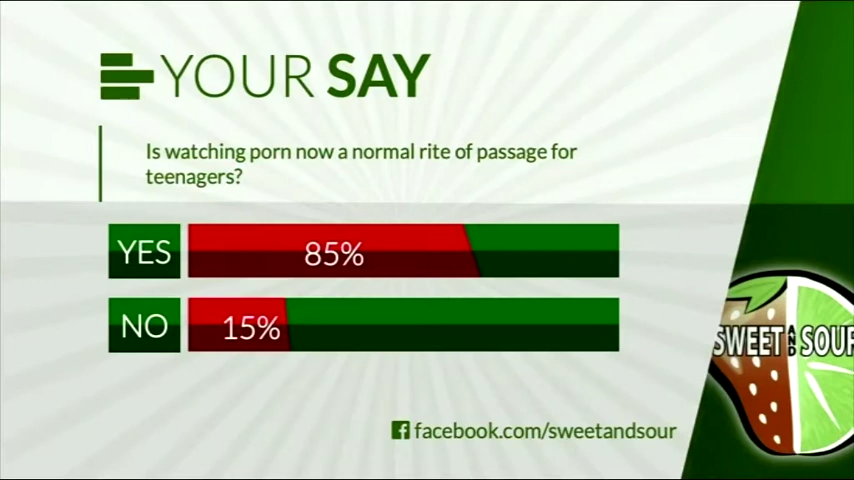 YOUR SAY
Is watching porn now a normal rite of passage for
teenagers?
YES 85%
NO 15%
SWEET AND SOUR
facebook.com/sweetandsour